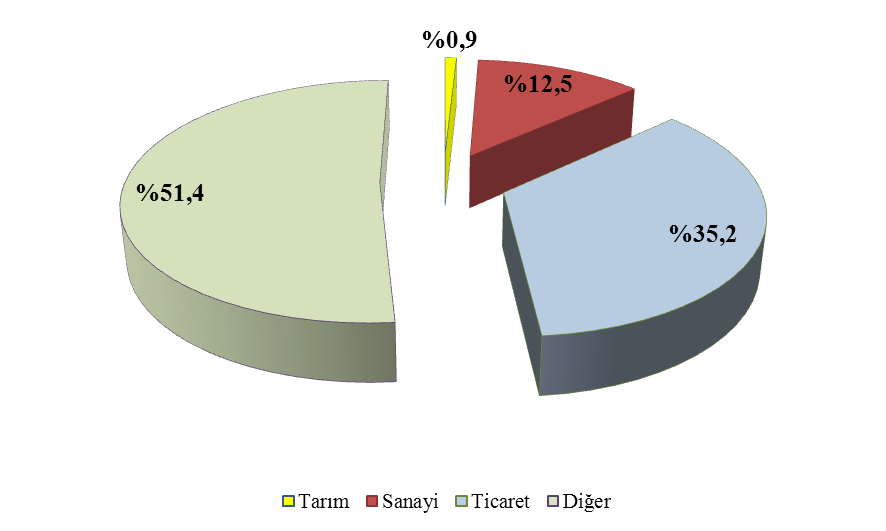 %0,9
%12,5
%51,4
%35,2
Tarım Sanayi Ticaret Diğer